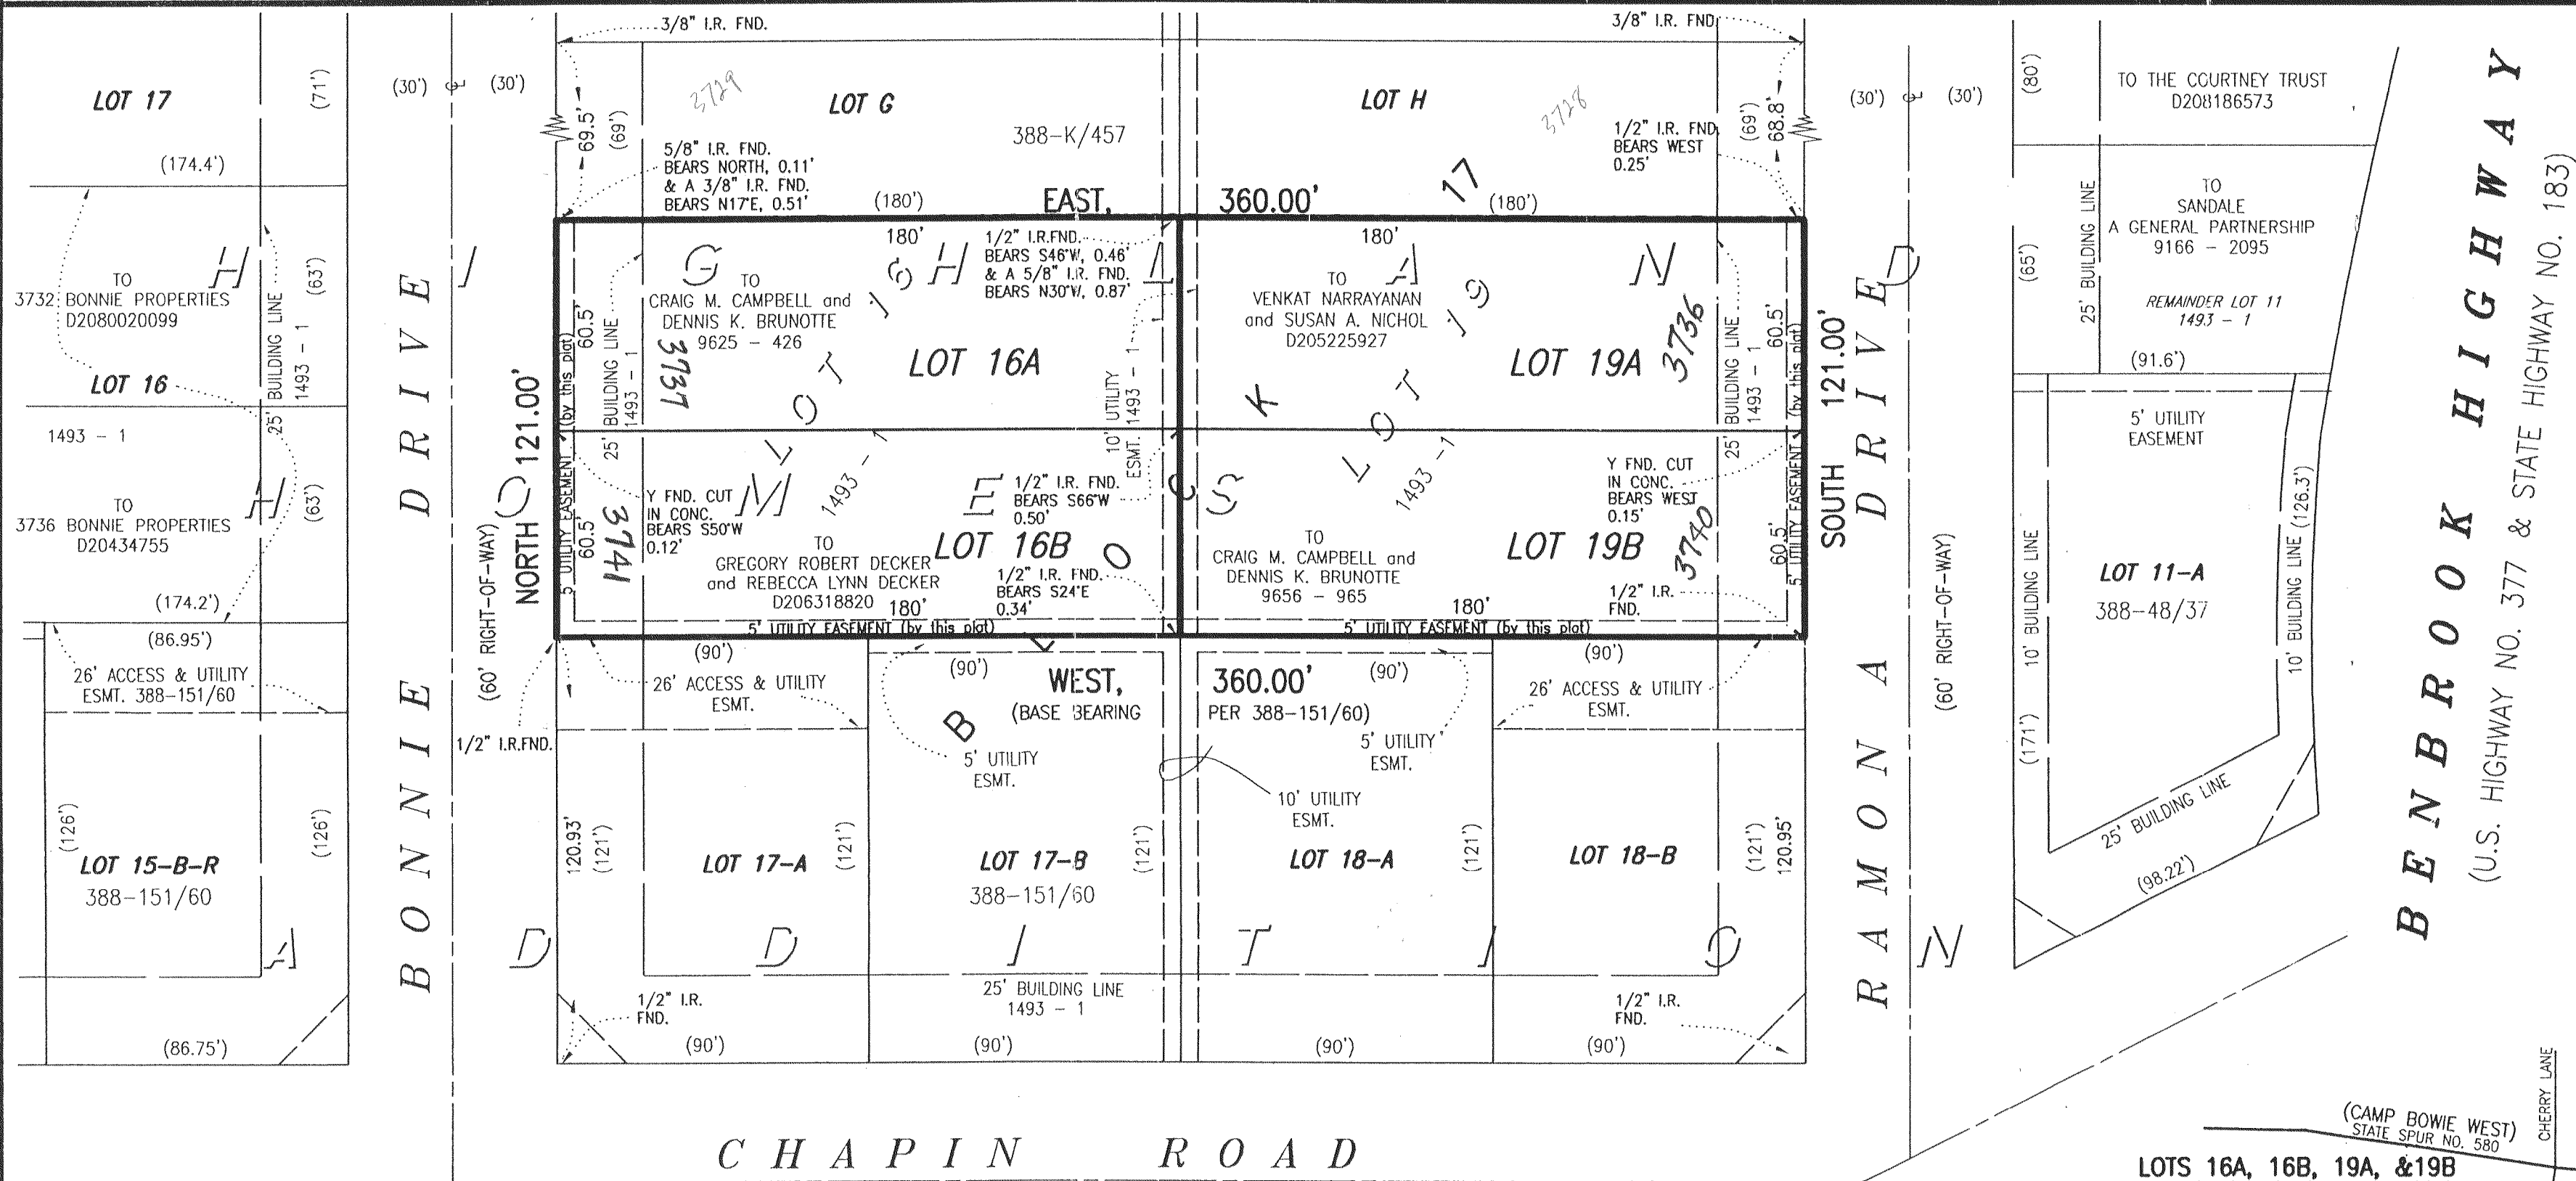 3/8" I.R. FND.
3/8" I.R. FND.
LOT 17
(71')
(174.4')
(30') ℄ (30')
69.5'
(69')
3729
LOT G
388-K/457
5/8" I.R. FND.
BEARS NORTH, 0.11'
& A 3/8" I.R. FND.
BEARS N17°E, 0.51'
(180')
EAST, 360.00'
LOT H
3728
17
(180')
1/2" I.R. FND.
BEARS WEST
0.25'
(69')
68.8'
(30') ℄ (30')
(80')
TO THE COURTNEY TRUST
D208186573
TO
SANDALE
A GENERAL PARTNERSHIP
9166 - 2095
REMAINDER LOT 11
1493 - 1
25' BUILDING LINE
(65')
(91.6')
BENBROOK HIGHWAY
(U.S. HIGHWAY NO. 377 & STATE HIGHWAY NO. 183)
TO
3732 BONNIE PROPERTIES
D2080020099
LOT 16
1493 - 1
25' BUILDING LINE
1493 - 1
(63')
TO
3736 BONNIE PROPERTIES
D20434755
(63')
(174.2')
(86.95')
26' ACCESS & UTILITY
ESMT. 388-151/60
(126')
LOT 15-B-R
388-151/60
(126')
(86.75')
BONNIE DRIVE
(60' RIGHT-OF-WAY)
NORTH 121.00'
HIGHLAND
HOMES
ADDITION
BLOCK 17
180'
TO
CRAIG M. CAMPBELL and
DENNIS K. BRUNOTTE
9625 - 426
1/2" I.R.FND.
BEARS S46°W, 0.46'
& A 5/8" I.R. FND.
BEARS N30°W, 0.87'
LOT 16A
3737
60.5'
5' UTILITY EASEMENT (by this plat)
25' BUILDING LINE
1493 - 1
LOT 16
1493 - 1
10' UTILITY
ESMT. 1493 - 1
180'
TO
VENKAT NARRAYANAN
and SUSAN A. NICHOL
D205225927
LOT 19A
3736
25' BUILDING LINE
1493 - 1
60.5'
5' UTILITY EASEMENT (by this plat)
LOT 19
1493 - 1
SOUTH 121.00'
Y FND. CUT
IN CONC.
BEARS S50°W
0.12'
3741
60.5'
TO
GREGORY ROBERT DECKER
and REBECCA LYNN DECKER
D206318820
1/2" I.R. FND.
BEARS S66°W
0.50'
LOT 16B
1/2" I.R. FND.
BEARS S24°E
0.34'
180'
5' UTILITY EASEMENT (by this plat)
TO
CRAIG M. CAMPBELL and
DENNIS K. BRUNOTTE
9656 - 965
Y FND. CUT
IN CONC.
BEARS WEST
0.15'
LOT 19B
3740
60.5'
1/2" I.R.
FND.
180'
5' UTILITY EASEMENT (by this plat)
RAMONA DRIVE
(60' RIGHT-OF-WAY)
5' UTILITY
EASEMENT
10' BUILDING LINE
LOT 11-A
388-48/37
10' BUILDING LINE (126.3')
(171')
25' BUILDING LINE
(98.22')
(90')
(90')
WEST, 360.00'
(BASE BEARING PER 388-151/60)
(90')
(90')
26' ACCESS & UTILITY
ESMT.
26' ACCESS & UTILITY
ESMT.
1/2" I.R.FND.
5' UTILITY
ESMT.
5' UTILITY
ESMT.
10' UTILITY
ESMT.
120.93'
(121')
LOT 17-A
(121')
LOT 17-B
388-151/60
(121')
LOT 18-A
(121')
LOT 18-B
(121')
120.95'
1/2" I.R.
FND.
25' BUILDING LINE
1493 - 1
1/2" I.R.
FND.
(90')
(90')
(90')
(90')
CHAPIN ROAD
(CAMP BOWIE WEST)
STATE SPUR NO. 580
CHERRY LANE
LOTS 16A, 16B, 19A, &19B